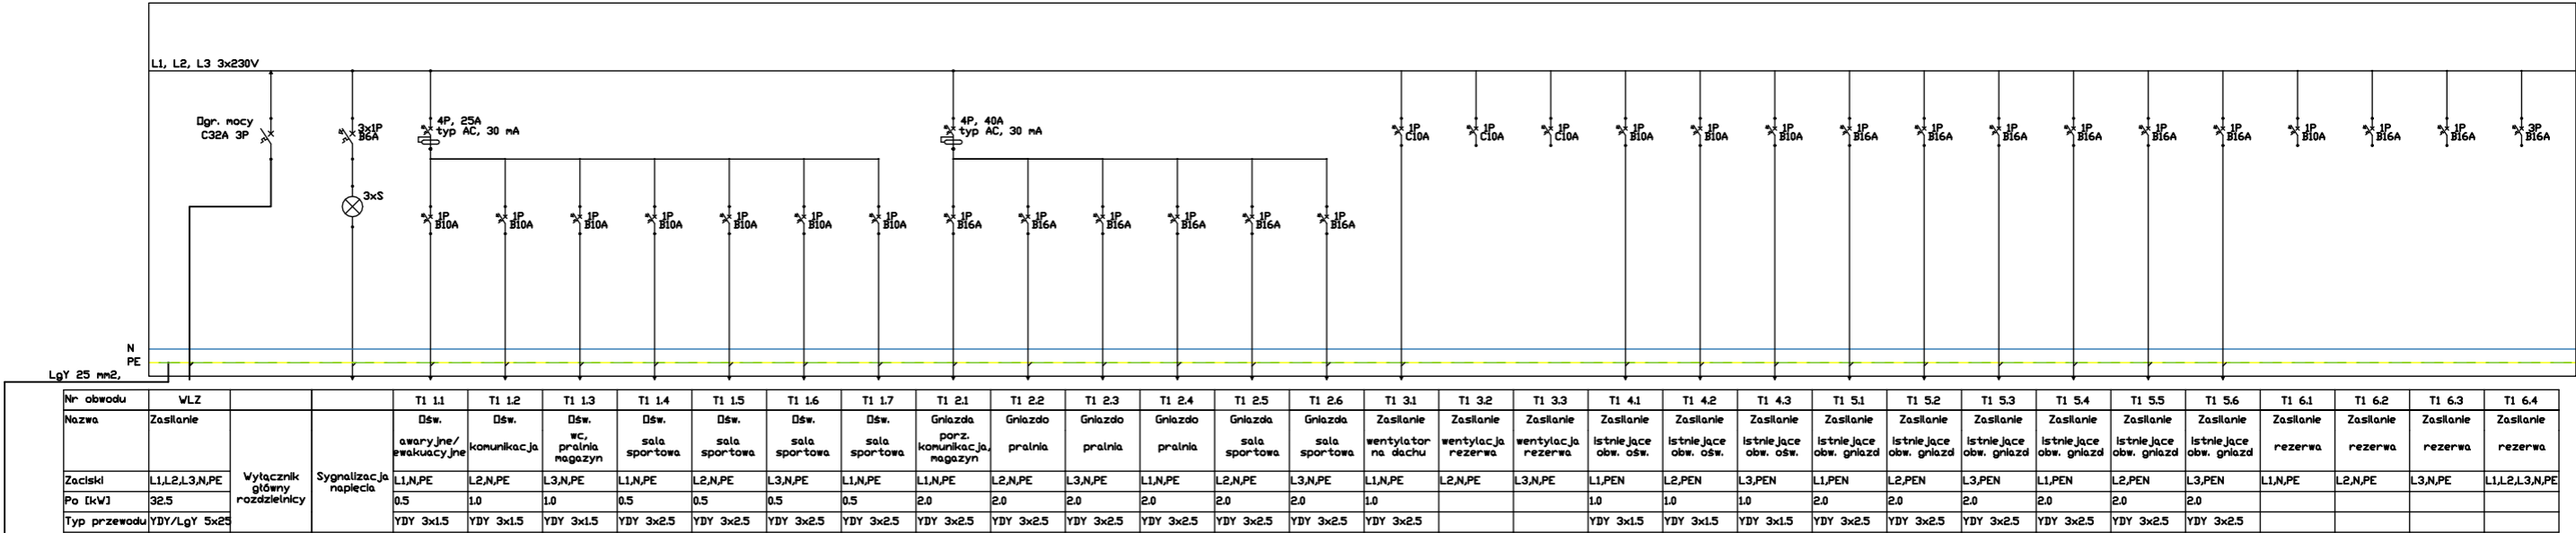 L1, L2, L3 3x230V
Ogr. mocy
C32A 3P
3x1P
B6A
3xS
4P, 25A
typ AC, 30 mA
4P, 40A
typ AC, 30 mA
1P
C10A
1P
C10A
1P
C10A
1P
B10A
1P
B10A
1P
B10A
1P
B16A
1P
B16A
1P
B16A
1P
B16A
1P
B16A
1P
B16A
1P
B10A
1P
B16A
1P
B16A
3P
B16A
1P
B10A
1P
B10A
1P
B10A
1P
B10A
1P
B10A
1P
B10A
1P
B10A
1P
B16A
1P
B16A
1P
B16A
1P
B16A
1P
B16A
1P
B16A
N
PE
LgY 25 mm2,
Nr obwodu WLZ T1 1.1 T1 1.2 T1 1.3 T1 1.4 T1 1.5 T1 1.6 T1 1.7 T1 2.1 T1 2.2 T1 2.3 T1 2.4 T1 2.5 T1 2.6 T1 3.1 T1 3.2 T1 3.3 T1 4.1 T1 4.2 T1 4.3 T1 5.1 T1 5.2 T1 5.3 T1 5.4 T1 5.5 T1 5.6 T1 6.1 T1 6.2 T1 6.3 T1 6.4
Nazwa Zasilanie
Wyłącznik
główny
rozdzielnicy
Sygnalizacja
napięcia
Ośw.
awaryjne/
ewakuacyjne
Ośw.
komunikacja
Ośw.
wc,
pralnia
magazyn
Ośw.
sala
sportowa
Ośw.
sala
sportowa
Ośw.
sala
sportowa
Ośw.
sala
sportowa
Gniazda
porz.
komunikacja,
magazyn
Gniazdo
pralnia
Gniazdo
pralnia
Gniazdo
pralnia
Gniazda
sala
sportowa
Gniazda
sala
sportowa
Zasilanie
wentylator
na dachu
Zasilanie
wentylacja
rezerwa
Zasilanie
wentylacja
rezerwa
Zasilanie
istniejące
obw. ośw.
Zasilanie
istniejące
obw. ośw.
Zasilanie
istniejące
obw. ośw.
Zasilanie
istniejące
obw. gniazd
Zasilanie
istniejące
obw. gniazd
Zasilanie
istniejące
obw. gniazd
Zasilanie
istniejące
obw. gniazd
Zasilanie
istniejące
obw. gniazd
Zasilanie
istniejące
obw. gniazd
Zasilanie
rezerwa
Zasilanie
rezerwa
Zasilanie
rezerwa
Zasilanie
rezerwa
Zaciski L1,L2,L3,N,PE L1,N,PE L2,N,PE L3,N,PE L1,N,PE L2,N,PE L3,N,PE L1,N,PE L1,N,PE L2,N,PE L3,N,PE L1,N,PE L2,N,PE L3,N,PE L1,N,PE L2,N,PE L3,N,PE L1,PEN L2,PEN L3,PEN L1,PEN L2,PEN L3,PEN L1,PEN L2,PEN L3,PEN L1,N,PE L2,N,PE L3,N,PE L1,L2,L3,N,PE
Po [kW] 32.5 0.5 1.0 1.0 0.5 0.5 0.5 0.5 2.0 2.0 2.0 2.0 2.0 2.0 1.0 1.0 1.0 1.0 2.0 2.0 2.0 2.0 2.0 2.0
Typ przewodu YDY/LgY 5x25 YDY 3x1.5 YDY 3x1.5 YDY 3x1.5 YDY 3x2.5 YDY 3x2.5 YDY 3x2.5 YDY 3x2.5 YDY 3x2.5 YDY 3x2.5 YDY 3x2.5 YDY 3x2.5 YDY 3x2.5 YDY 3x2.5 YDY 3x2.5 YDY 3x1.5 YDY 3x1.5 YDY 3x1.5 YDY 3x2.5 YDY 3x2.5 YDY 3x2.5 YDY 3x2.5 YDY 3x2.5 YDY 3x2.5